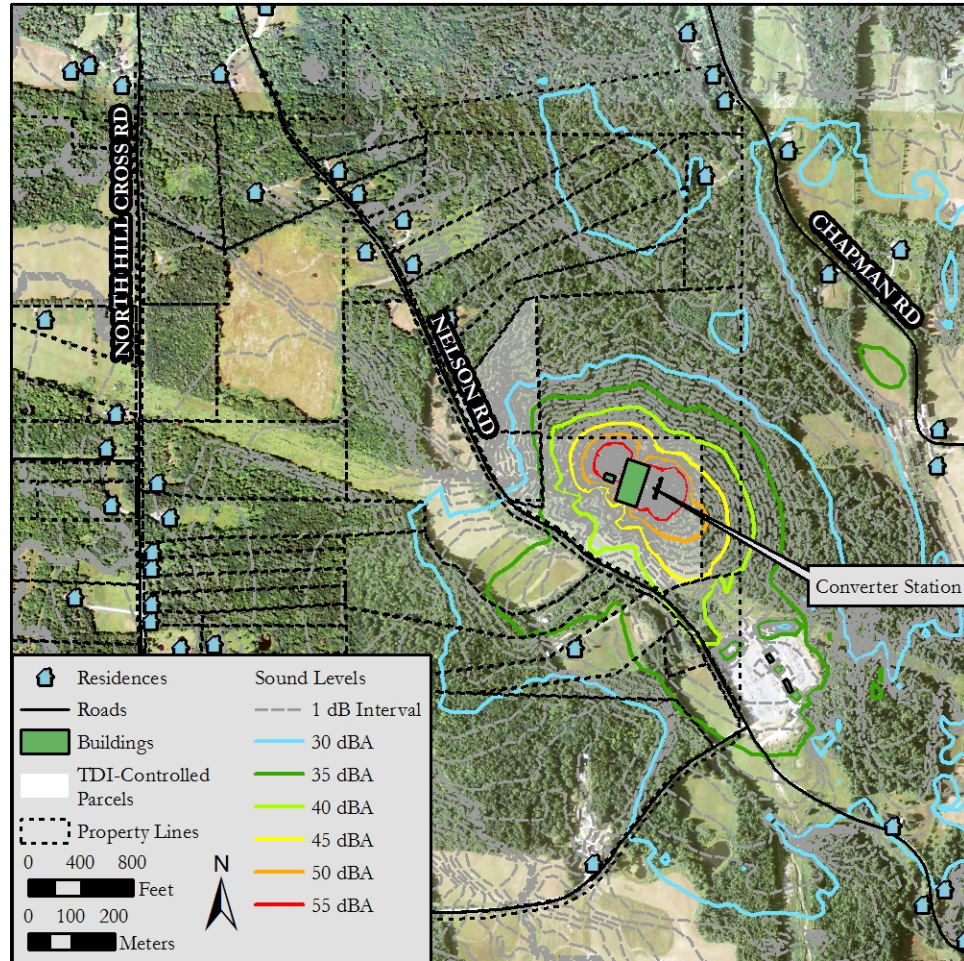 NORTH HILL CROSS RD
CHAPMAN RD
NELSON RD
Converter Station
Residences
Roads
Buildings
TDI-Controlled
Parcels
Property Lines
0 400 800
Feet
0 100 200
Meters
N
Sound Levels
1 dB Interval
30 dBA
35 dBA
40 dBA
45 dBA
50 dBA
55 dBA